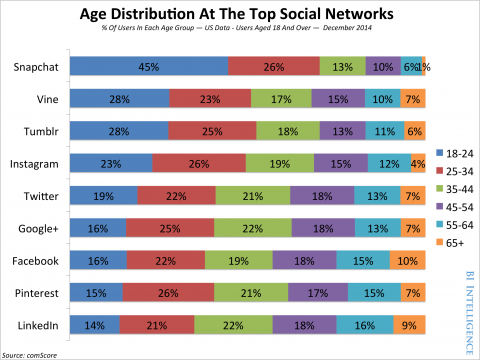 Age Distribution At The Top Social Networks
% Of Users In Each Age Group — US Data - Users Aged 18 And Over — December 2014
Snapchat 45% 26% 13% 10% 6% 1%
Vine 28% 23% 17% 15% 10% 7%
Tumblr 28% 25% 18% 13% 11% 6%
Instagram 23% 26% 19% 15% 12% 4%
Twitter 19% 22% 21% 18% 13% 7%
Google+ 16% 25% 22% 18% 13% 7%
Facebook 16% 22% 19% 18% 15% 10%
Pinterest 15% 26% 21% 17% 15% 7%
LinkedIn 14% 21% 22% 18% 16% 9%
18-24
25-34
35-44
45-54
55-64
65+
BI INTELLIGENCE
Source: comScore